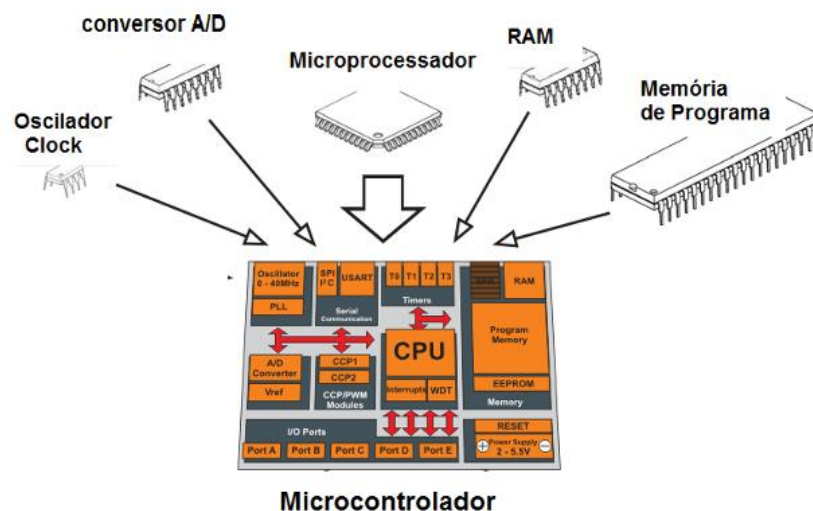 conversor A/D
Microprocessador
RAM
Memória
de Programa
Oscilador
Clock
Oscillator
0 - 40MHz
PLL
SPI
I²C
USART
Serial
Communication
T0 T1 T2 T3
Timers
RAM
Program
Memory
EEPROM
Memory
A/D
Converter
Vref
CCP1
CCP2
CCP/PWM
Modules
CPU
Interrupts
WDT
I/O Ports
Port A
Port B
Port C
Port D
Port E
RESET
Power Supply
2 - 5.5V
Microcontrolador